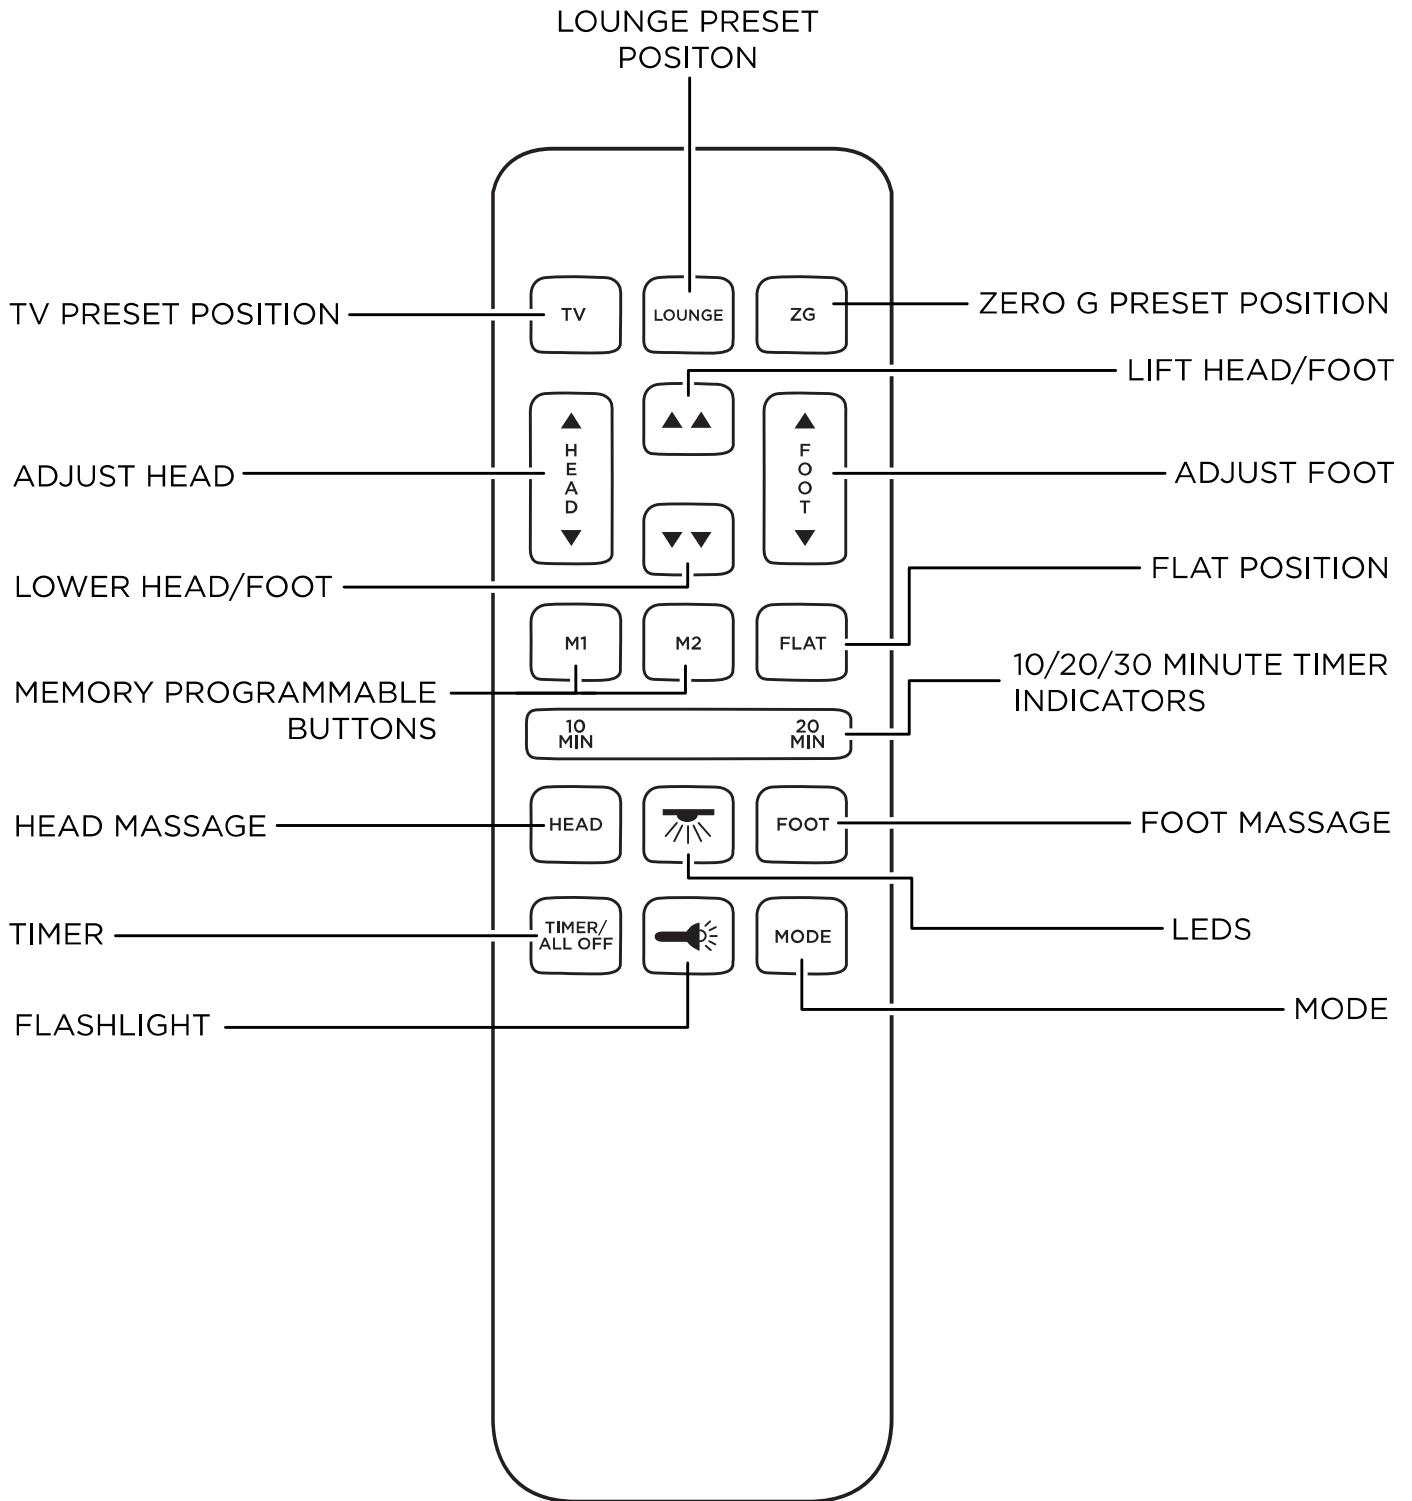 LOUNGE PRESET
POSITON
TV PRESET POSITION
TV
LOUNGE
ZG
ZERO G PRESET POSITION
LIFT HEAD/FOOT
ADJUST HEAD
HEAD
FOOT
ADJUST FOOT
LOWER HEAD/FOOT
FLAT POSITION
M1
M2
FLAT
MEMORY PROGRAMMABLE
BUTTONS
10/20/30 MINUTE TIMER
INDICATORS
10
MIN
20
MIN
HEAD MASSAGE
HEAD
FOOT
FOOT MASSAGE
TIMER
TIMER/
ALL OFF
MODE
LEDS
FLASHLIGHT
MODE